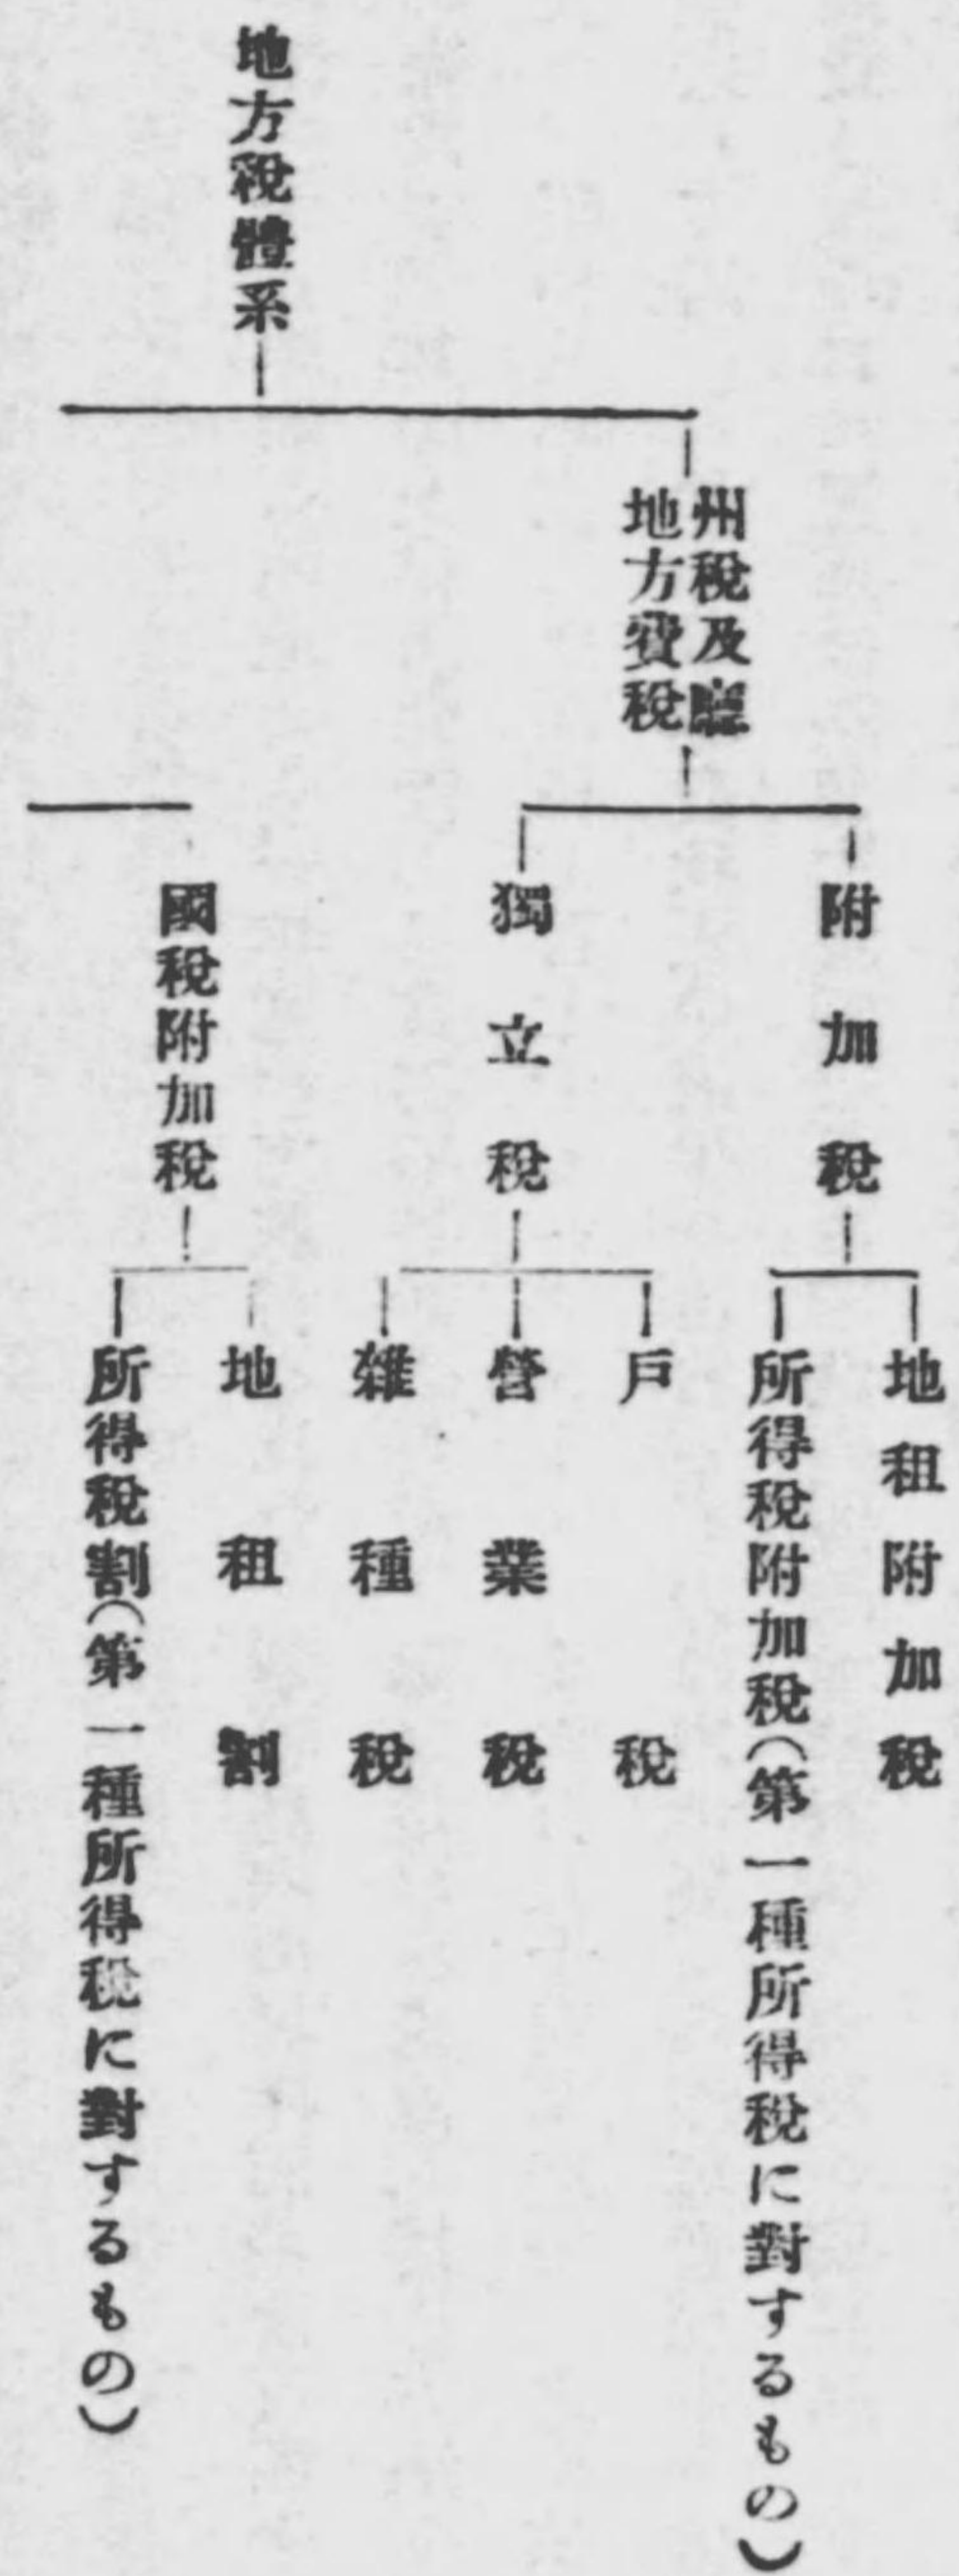 地方稅體系
州稅及廳
地方費稅
附加稅
地租附加稅
所得稅附加稅(第一種所得稅に對するもの)
獨立稅
戶稅
營業稅
雜種稅
國稅附加稅
地租割
所得稅割(第一種所得稅に對するもの)